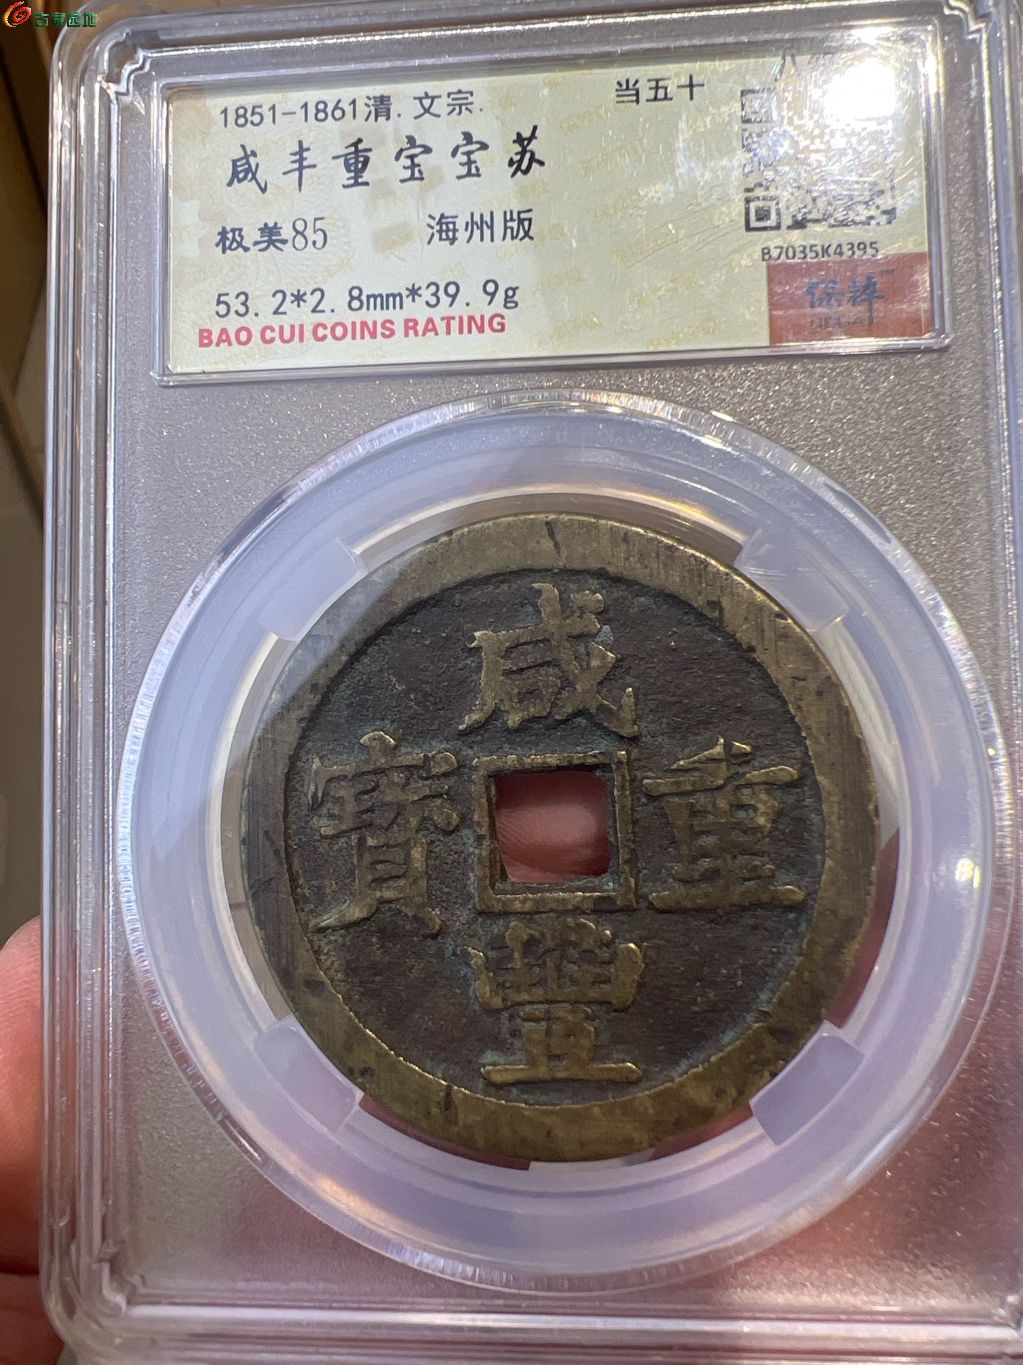 1851-1861清.文宗.
当五十
咸丰重宝宝苏
极美85
海州版
B7035K4395
53.2*2.8mm*39.9g
保粹
BAO CUI COINS RATING
咸
寶
重
豐